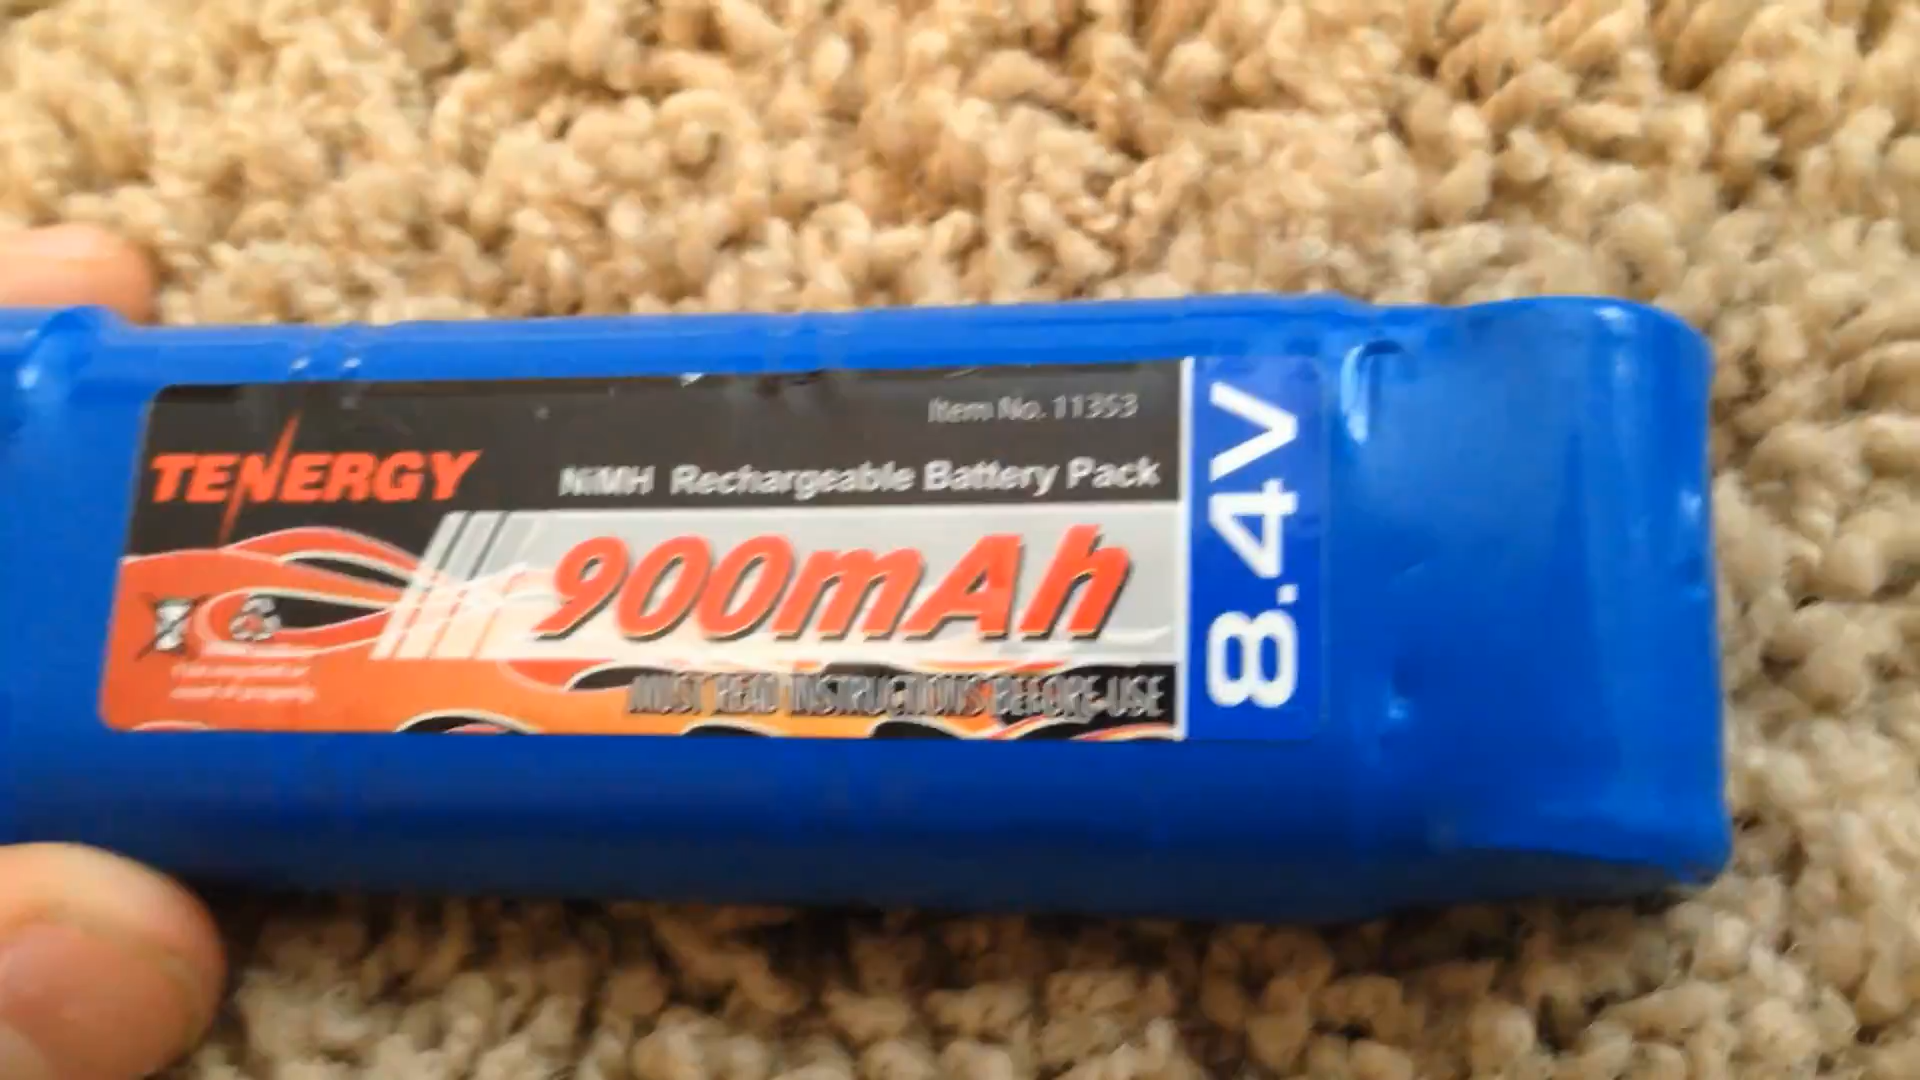 Item No. 11353
TENERGY
NiMH Rechargeable Battery Pack
900mAh
MUST READ INSTRUCTIONS BEFORE USE
8.4V